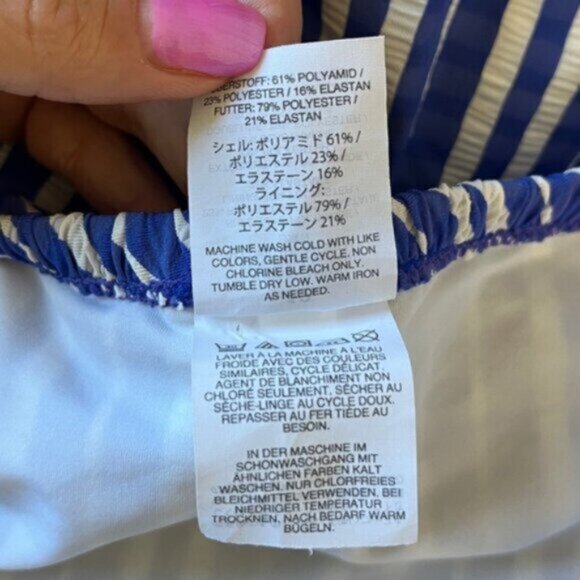 61% POLYAMID /
23% POLYESTER / 16% ELASTAN
FUTTER: 79% POLYESTER /
21% ELASTAN
シェル: ポリアミド 61% /
ポリエステル 23% /
エラステーン 16%
ライニング:
ポリエステル 79% /
エラステーン 21%
MACHINE WASH COLD WITH LIKE
COLORS, GENTLE CYCLE. NON
CHLORINE BLEACH ONLY.
TUMBLE DRY LOW. WARM IRON
AS NEEDED.
LAVER À LA MACHINE À L'EAU
FROIDE AVEC DES COULEURS
SIMILAIRES, CYCLE DÉLICAT,
AGENT DE BLANCHIMENT NON
CHLORÉ SEULEMENT. SÉCHER AU
SÈCHE-LINGE AU CYCLE DOUX.
REPASSER AU FER TIÈDE AU
BESOIN.
IN DER MASCHINE IM
SCHONWASCHGANG MIT
ÄHNLICHEN FARBEN KALT
WASCHEN. NUR CHLORFREIES
BLEICHMITTEL VERWENDEN. BEI
NIEDRIGER TEMPERATUR
TROCKNEN. NACH BEDARF WARM
BÜGELN.